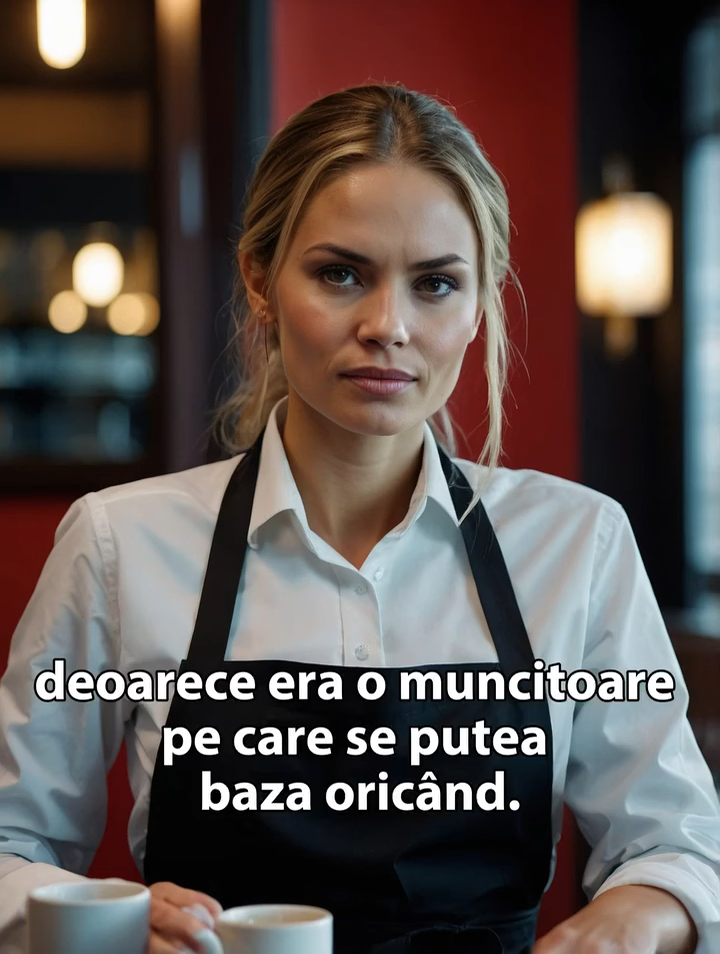 deoarece era o muncitoare
pe care se putea
baza oricând.